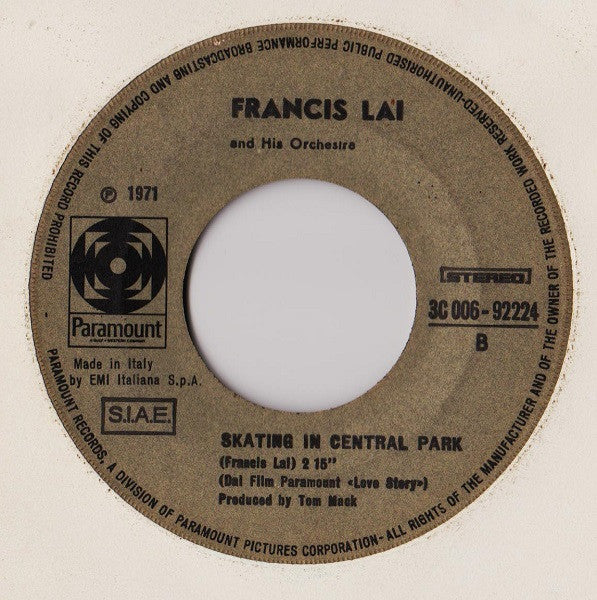 FRANCIS LAI
and His Orchestra
℗ 1971
Paramount
Made in Italy
by EMI Italiana S.p.A.
S.I.A.E.
STEREO
3C 006-92224
B
SKATING IN CENTRAL PARK
(Francis Lai) 2 15"
(Dal Film Paramount «Love Story»)
Produced by Tom Mack
PARAMOUNT RECORDS, A DIVISION OF PARAMOUNT PICTURES CORPORATION-ALL RIGHTS OF THE MANUFACTURER AND OF THE OWNER OF THE RECORDED WORK RESERVED-UNAUTHORISED PUBLIC PERFORMANCE BROADCASTING AND COPYING OF THIS RECORD PROHIBITED